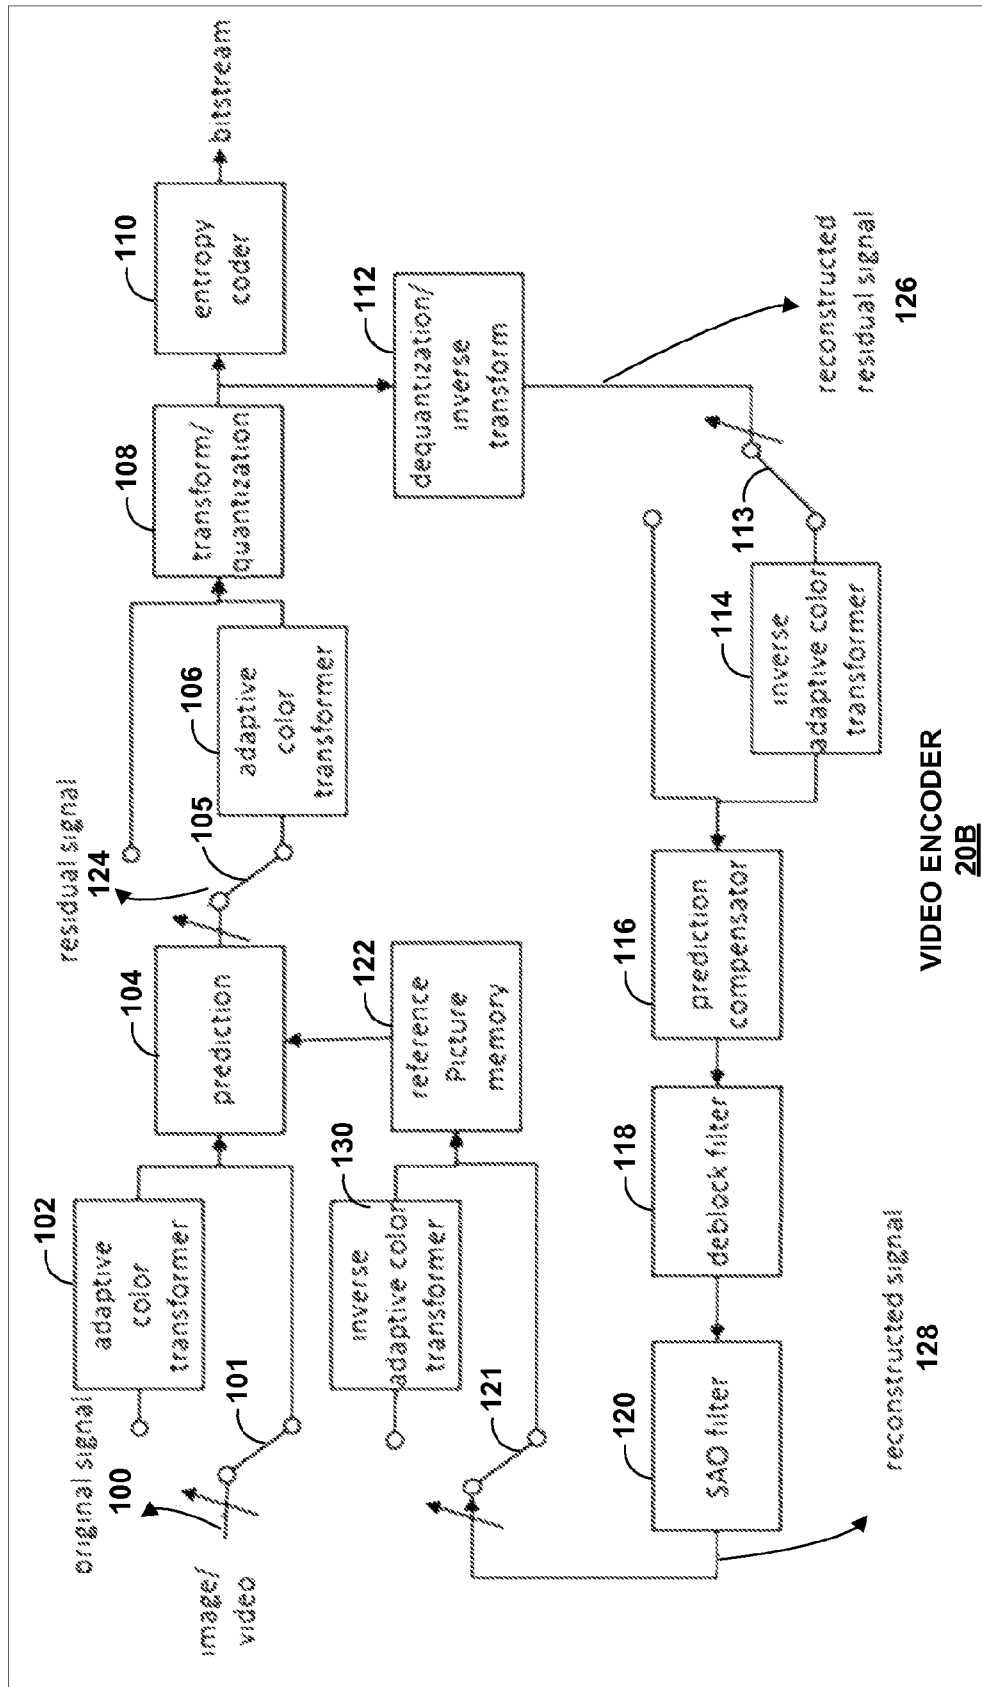 original signal
100
image/
video
101
102
adaptive
color
transformer
104
prediction
residual signal
124
105
106
adaptive
color
transformer
108
transform/
quantization
110
entropy
coder
bitstream
112
dequantization/
inverse
transform
reconstructed
residual signal
126
113
114
inverse
adaptive color
transformer
116
prediction
compensator
118
deblock filter
120
SAO filter
reconstructed signal
128
121
130
inverse
adaptive color
transformer
122
reference
Picture
memory
VIDEO ENCODER
20B